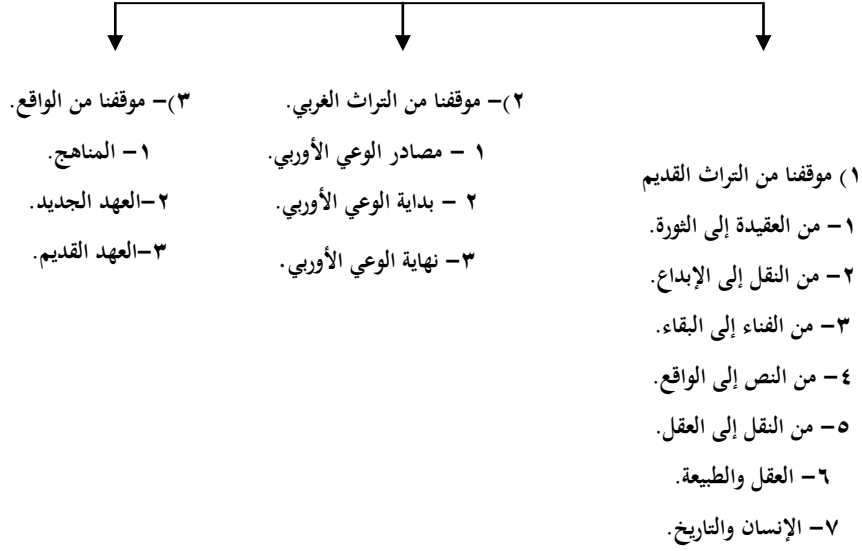 ١) موقفنا من التراث القديم
١- من العقيدة إلى الثورة.
٢- من النقل إلى الإبداع.
٣- من الفناء إلى البقاء.
٤- من النص إلى الواقع.
٥- من النقل إلى العقل.
٦- العقل والطبيعة.
٧- الإنسان والتاريخ.
٢)- موقفنا من التراث الغربي.
١ - مصادر الوعي الأوربي.
٢ - بداية الوعي الأوربي.
٣- نهاية الوعي الأوربي.
٣)- موقفنا من الواقع.
١- المناهج.
٢-العهد الجديد.
٣-العهد القديم.